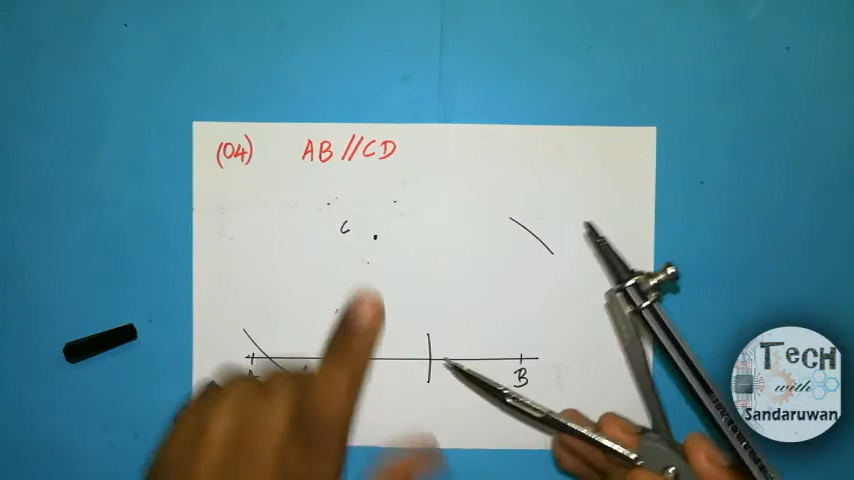 (04) AB//CD
C
A B
Tech
with
Sandaruwan